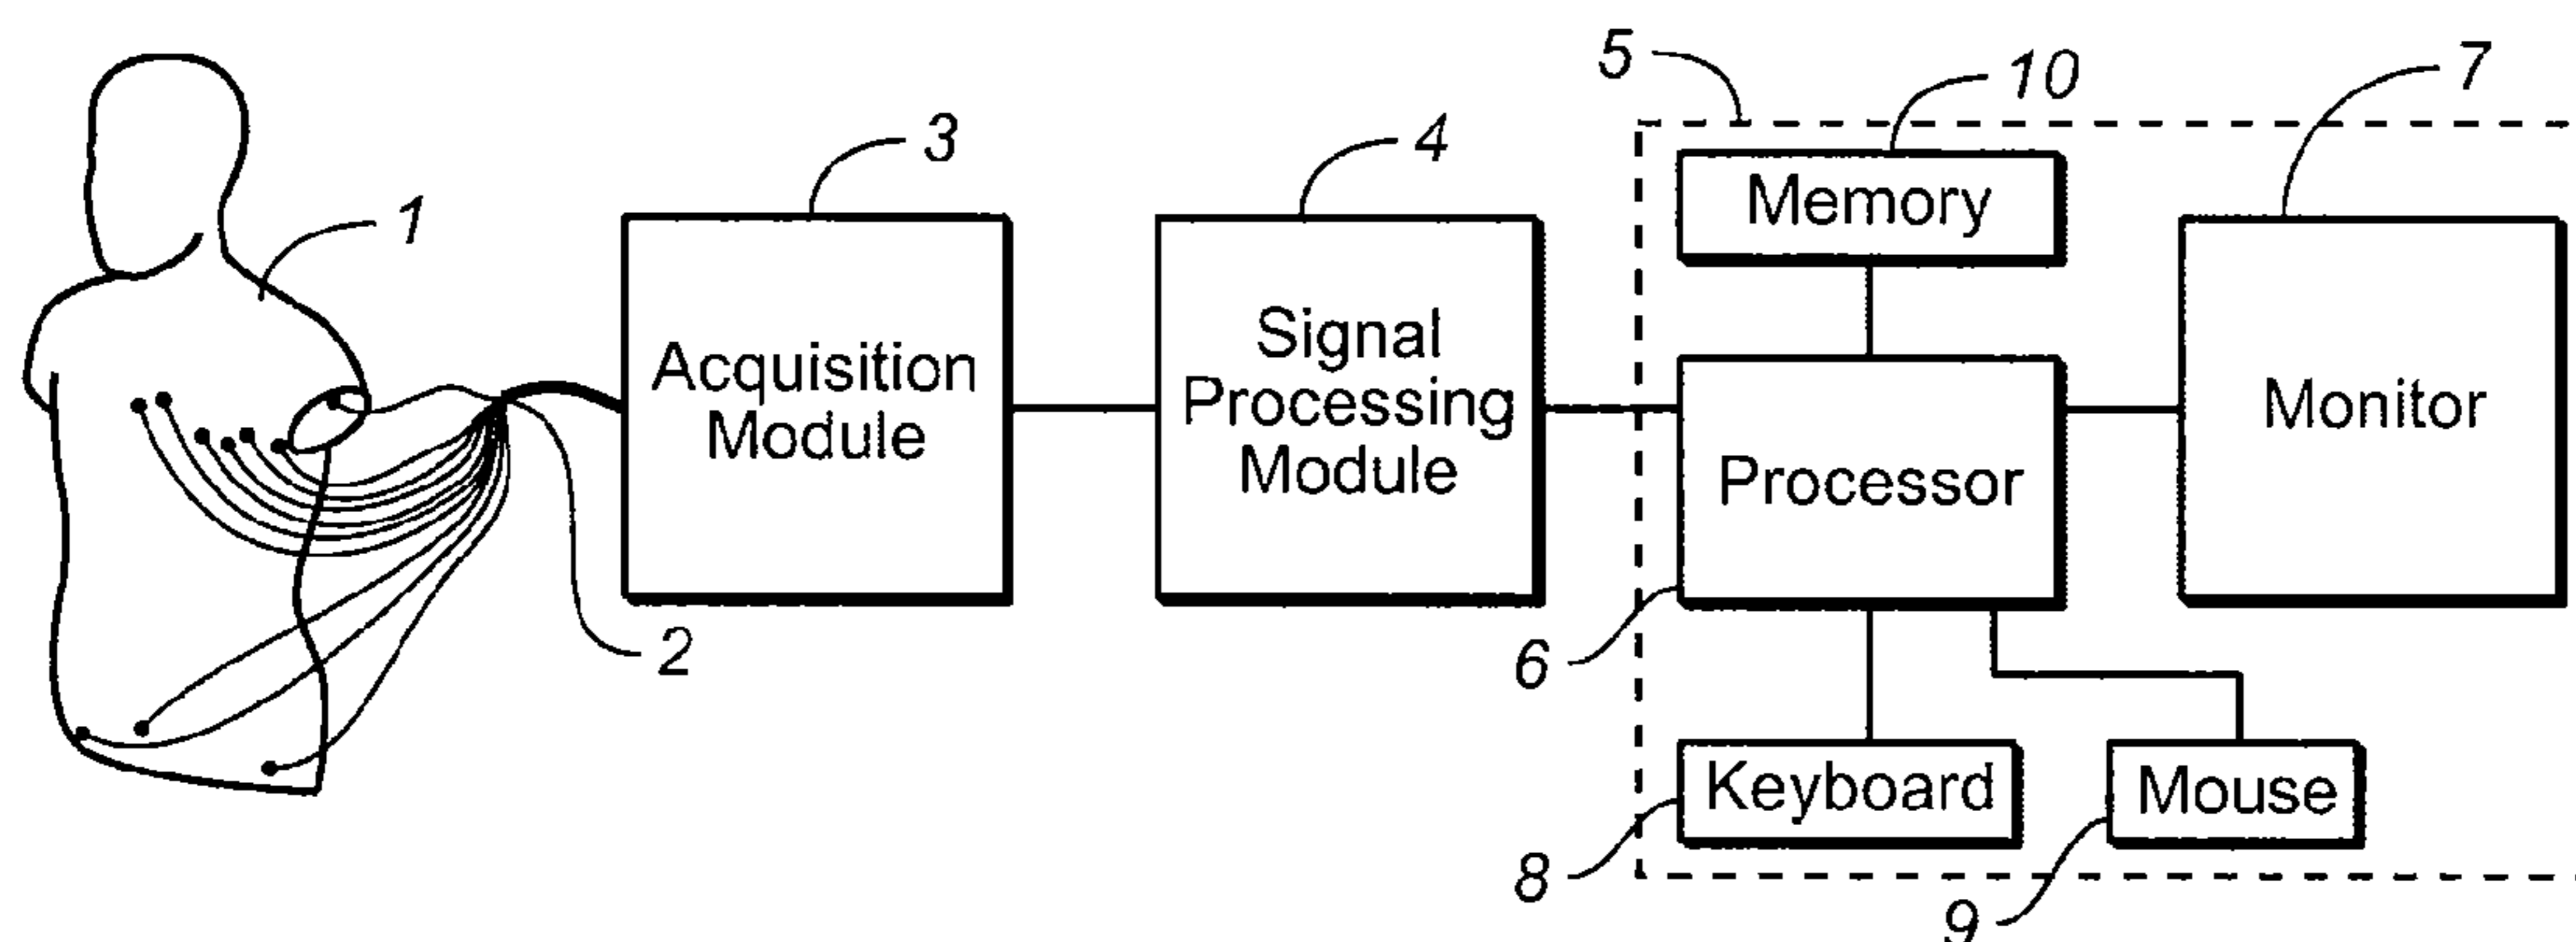 5
10
7
3
4
1
Memory
Acquisition
Module
Signal
Processing
Module
Processor
Monitor
2
6
Keyboard
Mouse
8
9